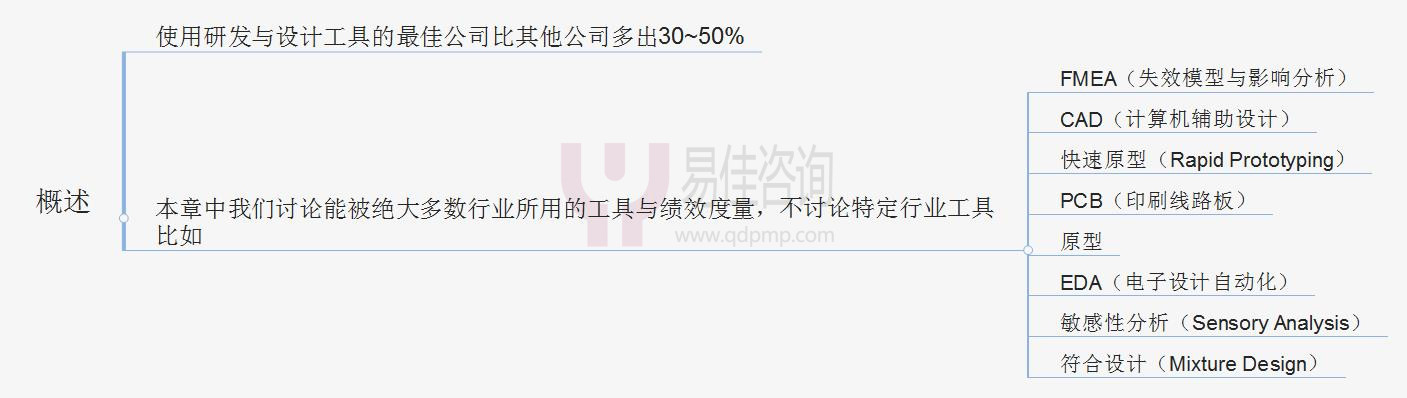 概述
使用研发与设计工具的最佳公司比其他公司多出30~50%
本章中我们讨论能被绝大多数行业所用的工具与绩效度量，不讨论特定行业工具
比如
FMEA（失效模型与影响分析）
CAD（计算机辅助设计）
快速原型（Rapid Prototyping）
PCB（印刷线路板）
原型
EDA（电子设计自动化）
敏感性分析（Sensory Analysis）
符合设计（Mixture Design）
易佳咨询
www.qdpmp.com